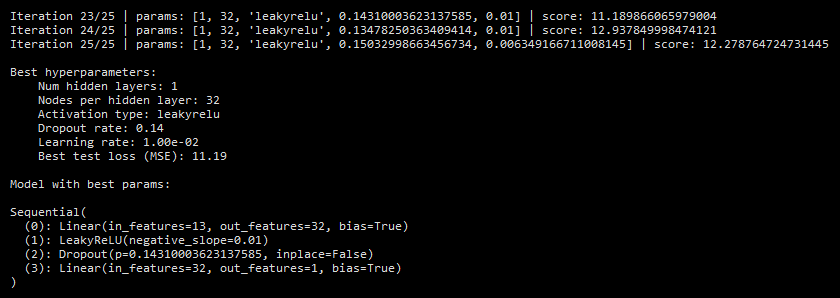 Iteration 23/25 | params: [1, 32, 'leakyrelu', 0.14310003623137585, 0.01] | score: 11.189866065979004
Iteration 24/25 | params: [1, 32, 'leakyrelu', 0.13478250363409414, 0.01] | score: 12.937849998474121
Iteration 25/25 | params: [1, 32, 'leakyrelu', 0.15032998663456734, 0.006349166711008145] | score: 12.278764724731445
Best hyperparameters:
Num hidden layers: 1
Nodes per hidden layer: 32
Activation type: leakyrelu
Dropout rate: 0.14
Learning rate: 1.00e-02
Best test loss (MSE): 11.19
Model with best params:
Sequential(
(0): Linear(in_features=13, out_features=32, bias=True)
(1): LeakyReLU(negative_slope=0.01)
(2): Dropout(p=0.14310003623137585, inplace=False)
(3): Linear(in_features=32, out_features=1, bias=True)
)